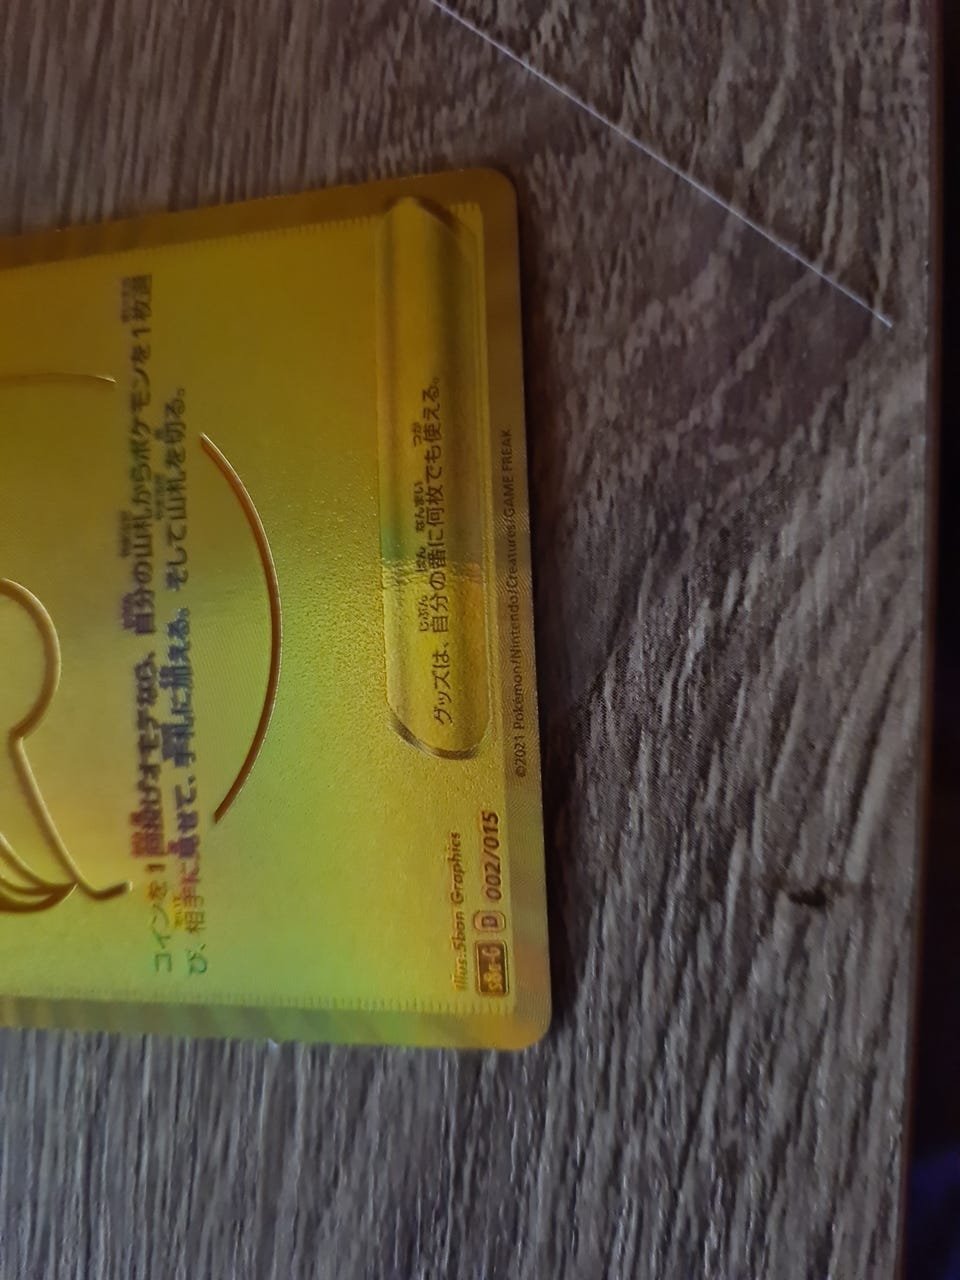 コインを1回投げオモテなら、自分の山札からポケモンを1枚選
び、相手に見せて、手札に加える。そして山札を切る。
グッズは、自分の番に何枚でも使える。
illus. Sbon Graphics
s8a-G D 002/015
©2021 Pokémon/Nintendo/Creatures/GAME FREAK